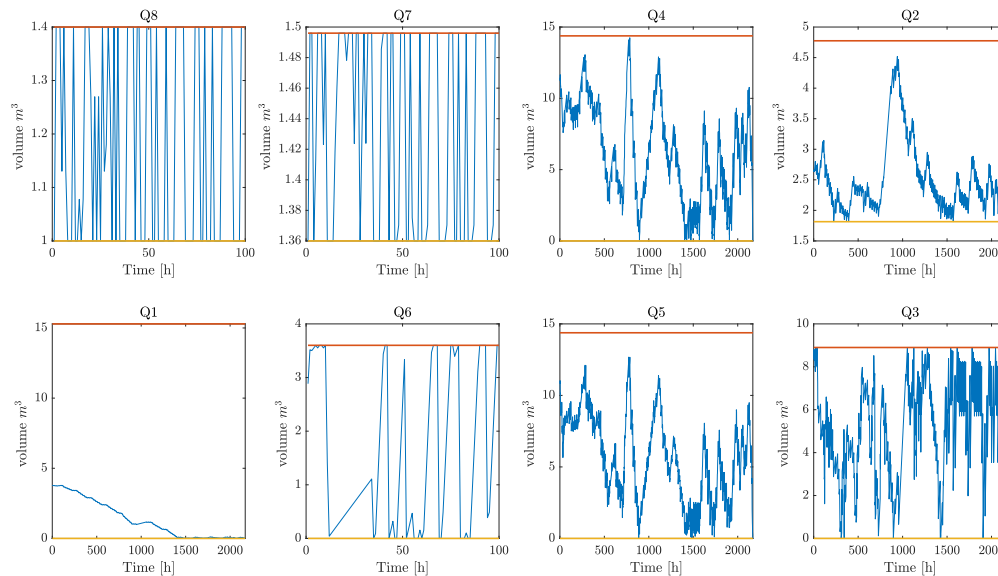 Q8
1.4
1.3
1.2
1.1
1
volume m³
0 50 100
Time [h]
Q7
1.5
1.48
1.46
1.44
1.42
1.4
1.38
1.36
volume m³
0 50 100
Time [h]
Q4
15
10
5
0
volume m³
0 500 1000 1500 2000
Time [h]
Q2
5
4.5
4
3.5
3
2.5
2
1.5
volume m³
0 500 1000 1500 200
Time [h]
Q1
15
10
5
0
volume m³
0 500 1000 1500 2000
Time [h]
Q6
4
3
2
1
0
volume m³
0 50 100
Time [h]
Q5
15
10
5
0
volume m³
0 500 1000 1500 2000
Time [h]
Q3
10
8
6
4
2
0
volume m³
0 500 1000 1500 200
Time [h]